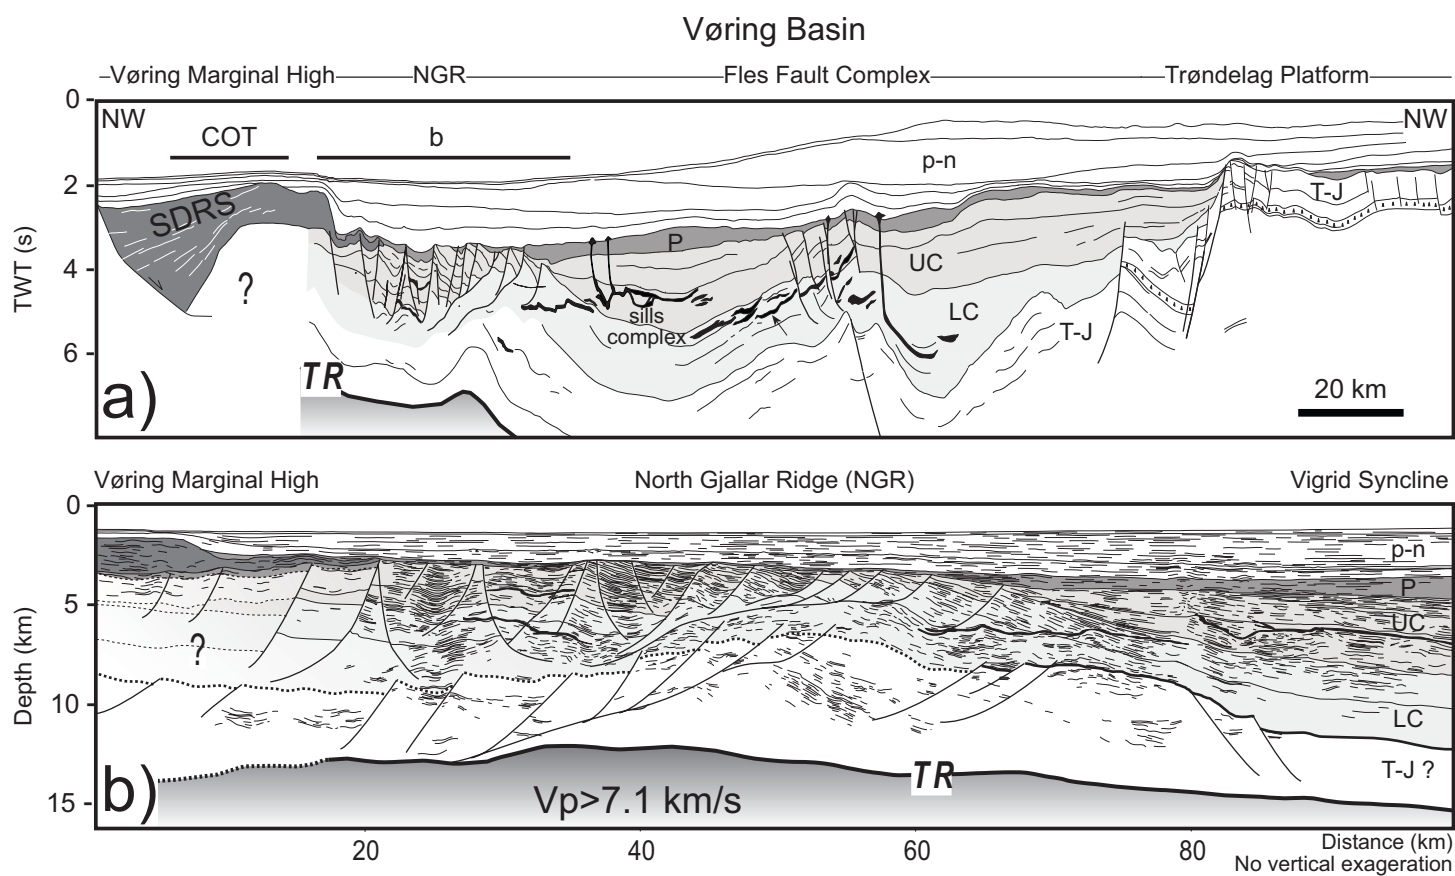 Vøring Basin
Vøring Marginal High NGR Fles Fault Complex Trøndelag Platform
0
NW NW
COT b
p-n
2
T-J
SDRS
P
TWT (s)
4
UC
?
LC
sills
complex
T-J
6
TR
a)
20 km
Vøring Marginal High North Gjallar Ridge (NGR) Vigrid Syncline
0
p-n
P
5
UC
?
Depth (km)
10
LC
T-J ?
TR
b)
Vp>7.1 km/s
15
20 40 60 80 Distance (km)
No vertical exageration